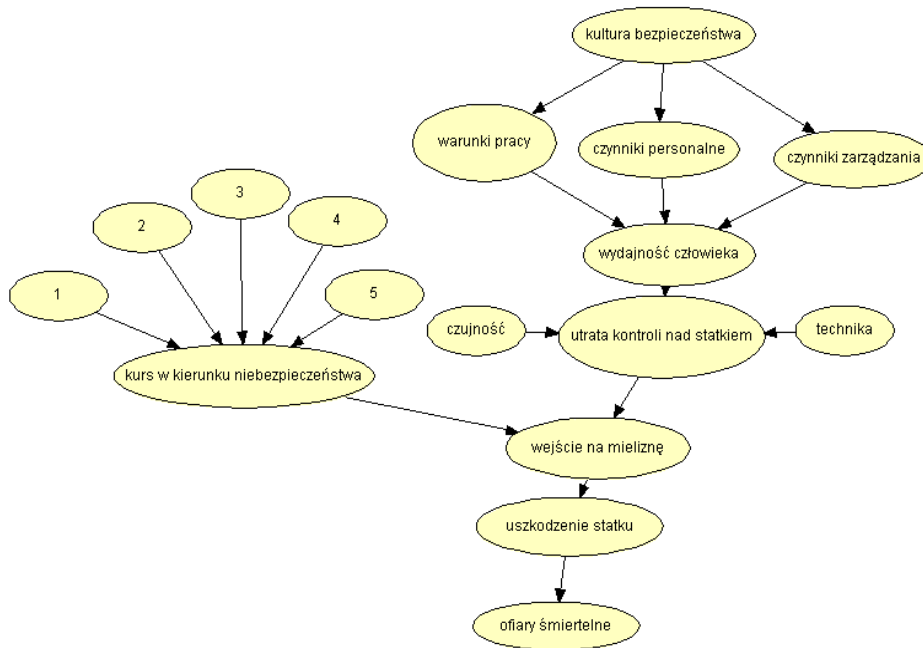 kultura bezpieczeństwa
warunki pracy
czynniki personalne
czynniki zarządzania
3
2
4
wydajność człowieka
1
5
czujność
utrata kontroli nad statkiem
technika
kurs w kierunku niebezpieczeństwa
wejście na mieliznę
uszkodzenie statku
ofiary śmiertelne